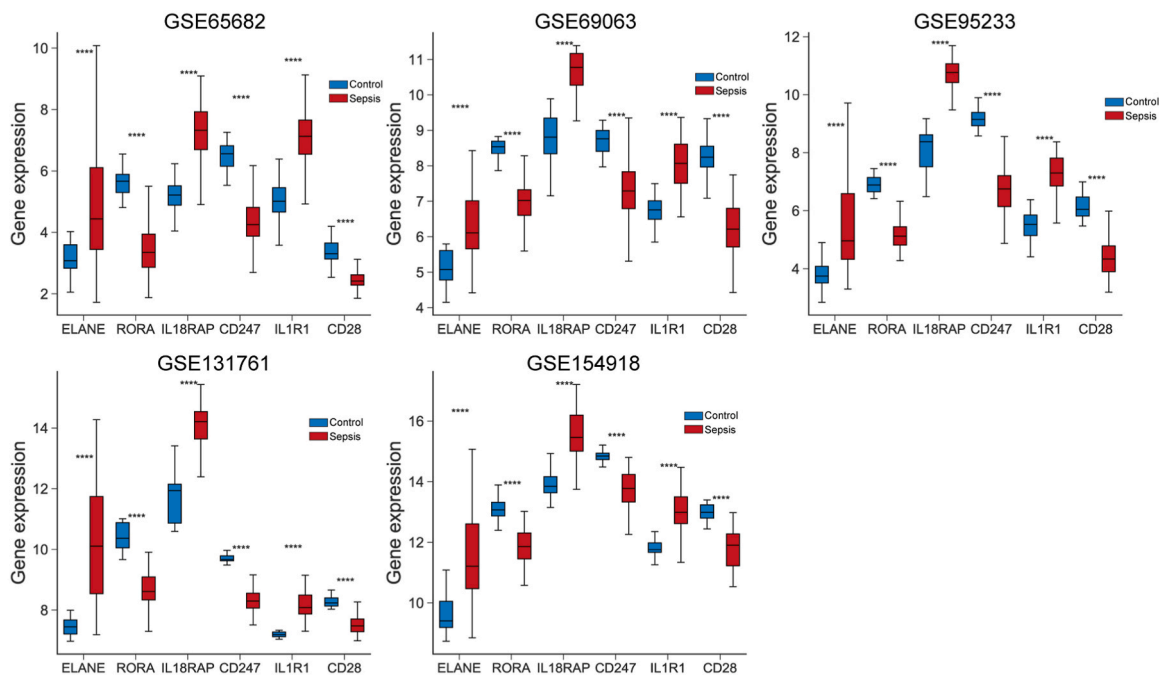 GSE65682
Gene expression
10
8
6
4
2
****
****
****
****
****
****
Control
Sepsis
ELANE RORA IL18RAP CD247 IL1R1 CD28
GSE69063
Gene expression
11
10
9
8
7
6
5
4
****
****
****
****
****
****
Control
Sepsis
ELANE RORA IL18RAP CD247 IL1R1 CD28
GSE95233
Gene expression
12
10
8
6
4
****
****
****
****
****
****
Control
Sepsis
ELANE RORA IL18RAP CD247 IL1R1 CD28
GSE131761
Gene expression
14
12
10
8
****
****
****
****
****
****
Control
Sepsis
ELANE RORA IL18RAP CD247 IL1R1 CD28
GSE154918
Gene expression
16
14
12
10
****
****
****
****
****
****
Control
Sepsis
ELANE RORA IL18RAP CD247 IL1R1 CD28